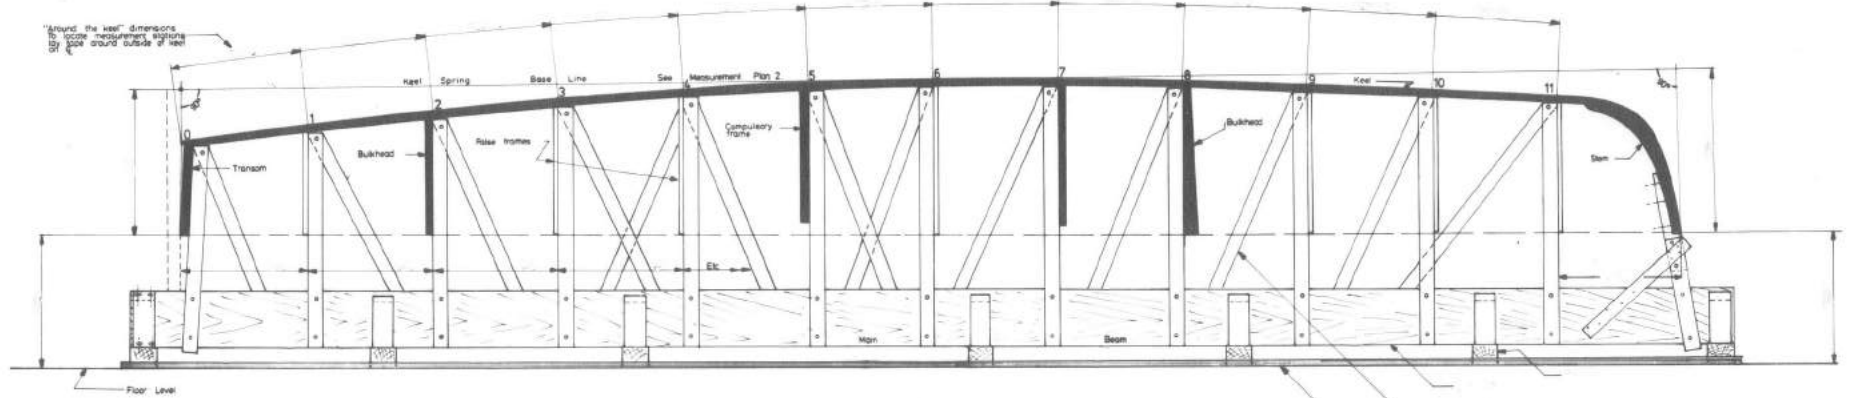 "Around the keel" dimensions
To locate measurement stations
lay tape around outside of keel
on ℄
Keel Spring Base Line See Measurement Plan 2
Keel
0 1 2 3 4 5 6 7 8 9 10 11
Transom
Bulkhead
False frames
Compulsary
frame
Bulkhead
Stem
Etc
Main Beam
Floor Level